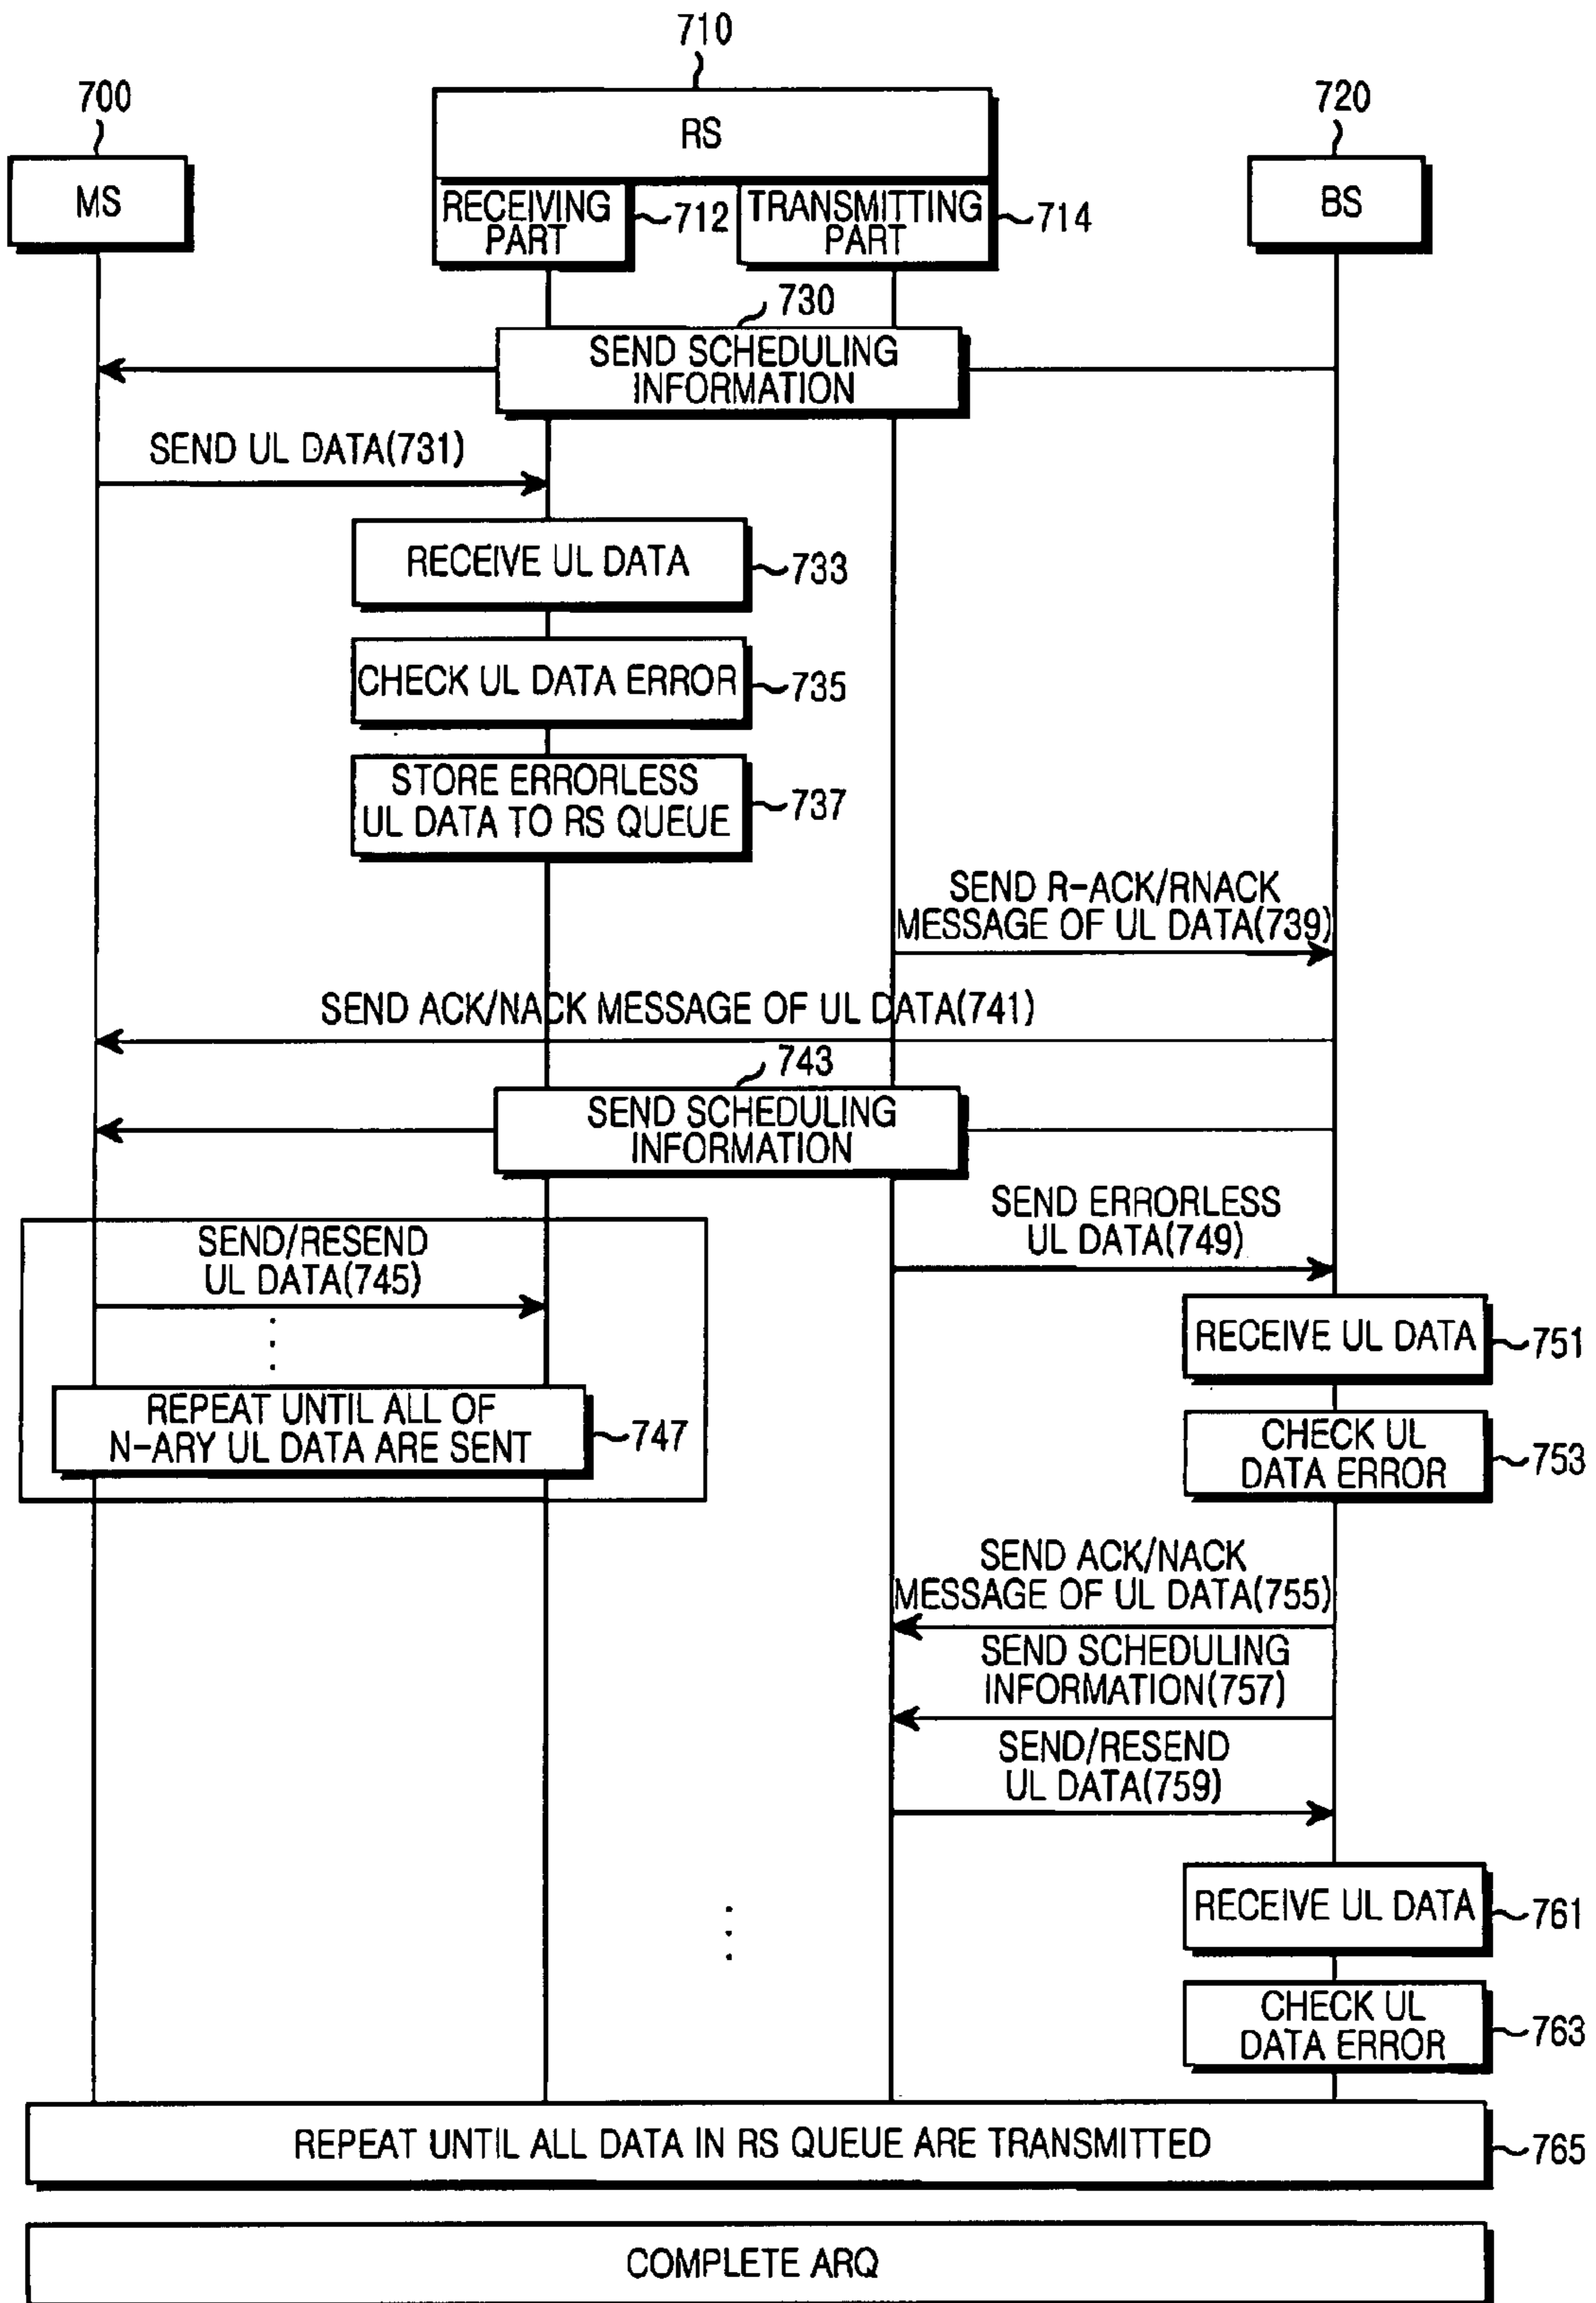 710
700
720
RS
MS
RECEIVING
PART
712
TRANSMITTING
PART
714
BS
730
SEND SCHEDULING
INFORMATION
SEND UL DATA(731)
RECEIVE UL DATA
733
CHECK UL DATA ERROR
735
STORE ERRORLESS
UL DATA TO RS QUEUE
737
SEND R-ACK/RNACK
MESSAGE OF UL DATA(739)
SEND ACK/NACK MESSAGE OF UL DATA(741)
743
SEND SCHEDULING
INFORMATION
SEND ERRORLESS
UL DATA(749)
SEND/RESEND
UL DATA(745)
RECEIVE UL DATA
751
REPEAT UNTIL ALL OF
N-ARY UL DATA ARE SENT
747
CHECK UL
DATA ERROR
753
SEND ACK/NACK
MESSAGE OF UL DATA(755)
SEND SCHEDULING
INFORMATION(757)
SEND/RESEND
UL DATA(759)
RECEIVE UL DATA
761
CHECK UL
DATA ERROR
763
REPEAT UNTIL ALL DATA IN RS QUEUE ARE TRANSMITTED
765
COMPLETE ARQ